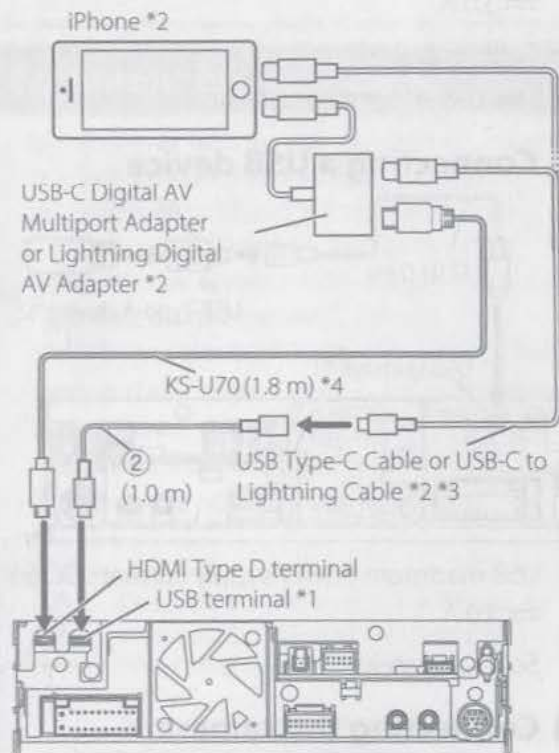 iPhone *2
Connecting a USB device
USB-C Digital AV
Multiport Adapter
or Lightning Digital
AV Adapter *2
KS-U70 (1.8 m) *4
②
(1.0 m)
USB Type-C Cable or USB-C to
Lightning Cable *2 *3
HDMI Type D terminal
USB terminal *1